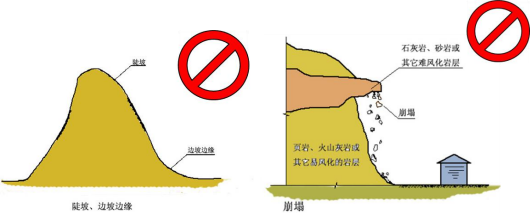 陡坡
边坡边缘
陡坡、边坡边缘
石灰岩、砂岩或
其它难风化岩层
崩塌
页岩、火山灰岩或
其它易风化的岩层
崩塌